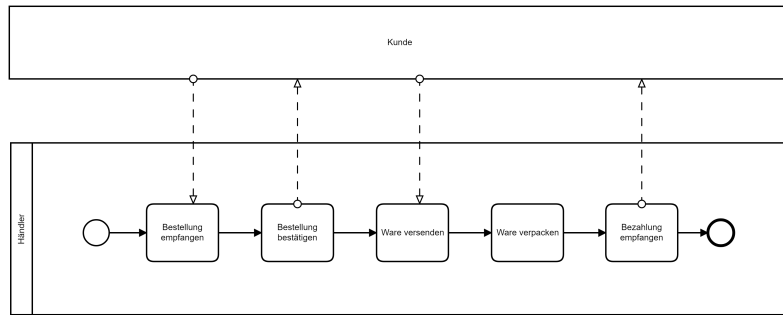 Kunde
Händler
Bestellung
empfangen
Bestellung
bestätigen
Ware versenden
Ware verpacken
Bezahlung
empfangen